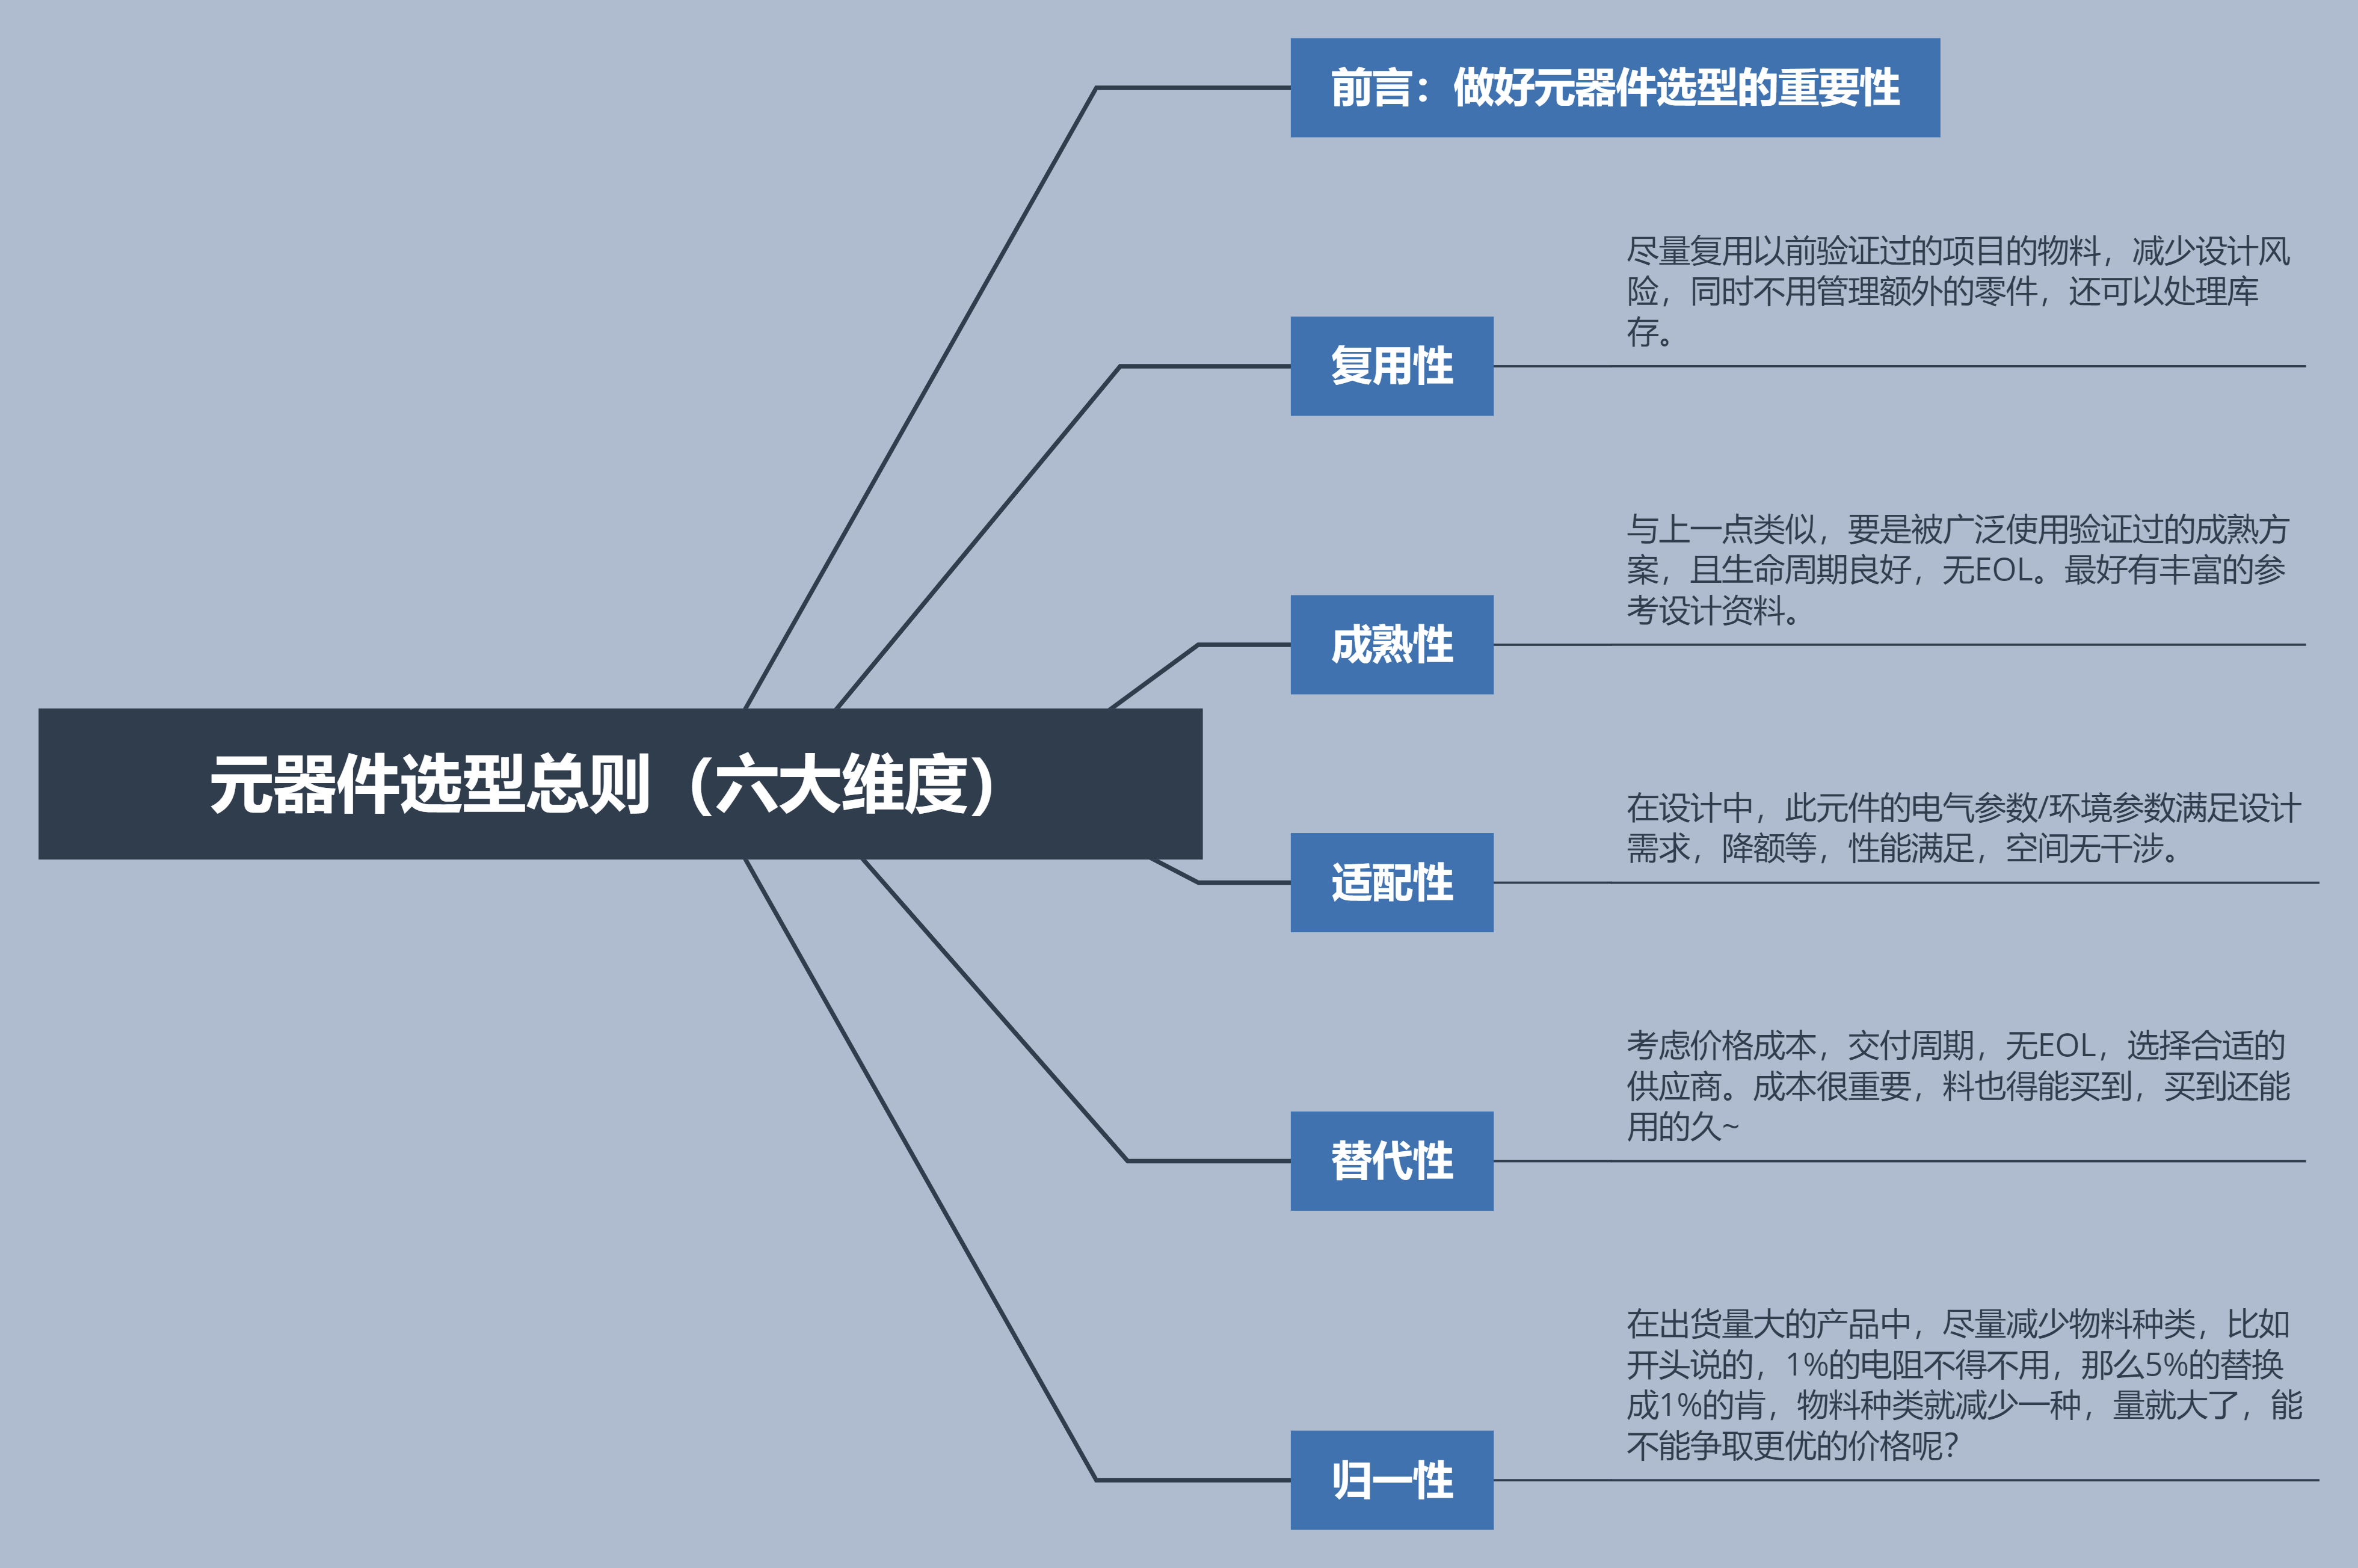 前言：做好元器件选型的重要性
尽量复用以前验证过的项目的物料，减少设计风
险，同时不用管理额外的零件，还可以处理库
存。
复用性
与上一点类似，要是被广泛使用验证过的成熟方
案，且生命周期良好，无EOL。最好有丰富的参
考设计资料。
成熟性
元器件选型总则（六大维度）
在设计中，此元件的电气参数/环境参数满足设计
需求，降额等，性能满足，空间无干涉。
适配性
考虑价格成本，交付周期，无EOL，选择合适的
供应商。成本很重要，料也得能买到，买到还能
用的久~
替代性
在出货量大的产品中，尽量减少物料种类，比如
开头说的，1%的电阻不得不用，那么5%的替换
成1%的肯，物料种类就减少一种，量就大了，能
不能争取更优的价格呢？
归一性